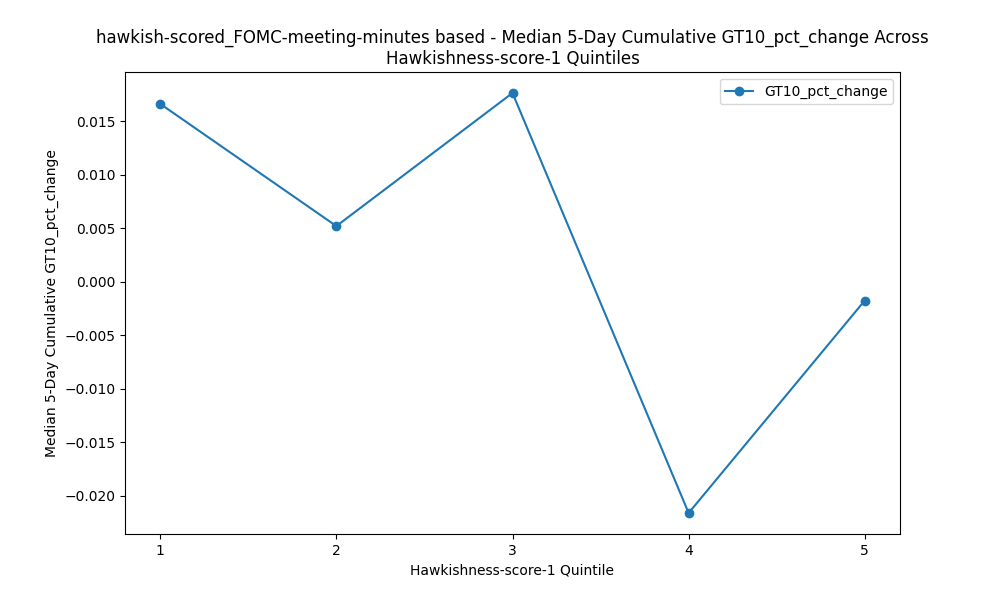 hawkish-scored_FOMC-meeting-minutes based - Median 5-Day Cumulative GT10_pct_change Across
Hawkishness-score-1 Quintiles
GT10_pct_change
Median 5-Day Cumulative GT10_pct_change
0.015
0.010
0.005
0.000
−0.005
−0.010
−0.015
−0.020
1 2 3 4 5
Hawkishness-score-1 Quintile